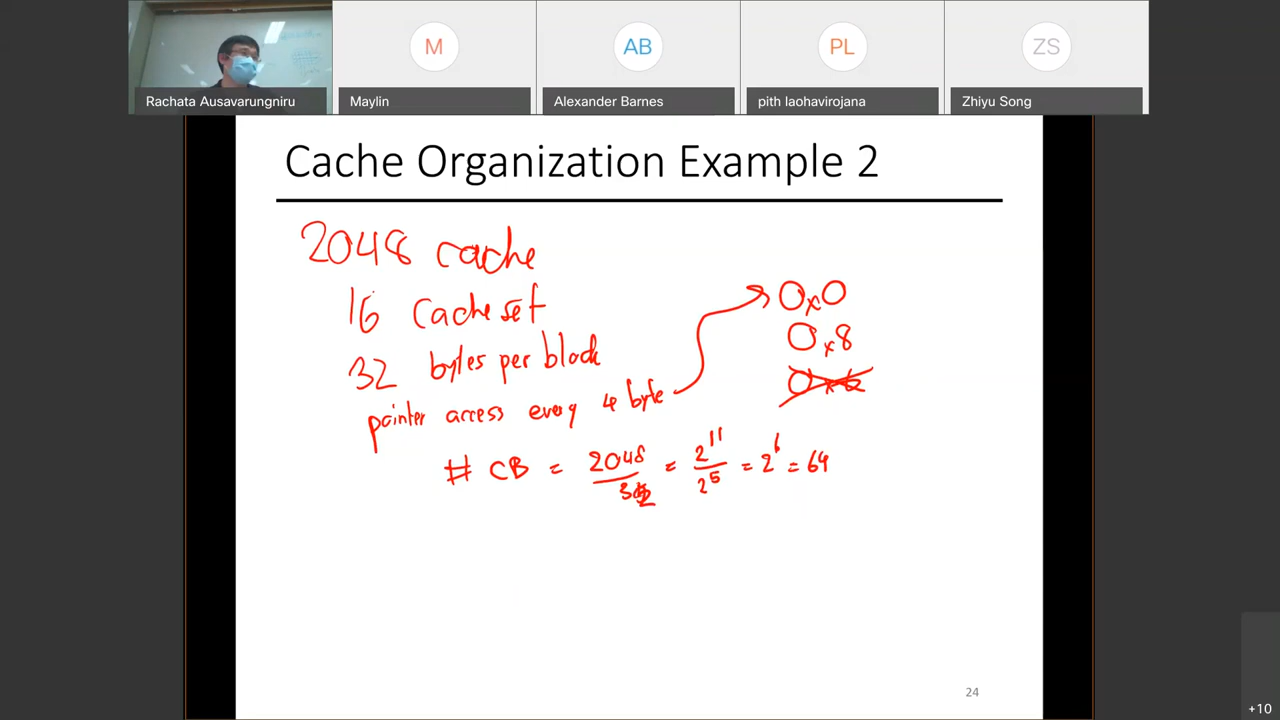 M
AB
PL
ZS
Rachata Ausavarungniru
Maylin
Alexander Barnes
pith laohavirojana
Zhiyu Song
Cache Organization Example 2
2048 cache
16 cache set
32 bytes per block
pointer access every 4 byte
0x0
0x8
# CB = 2048/32 = 2^11/2^5 = 2^6 = 64
24
+10